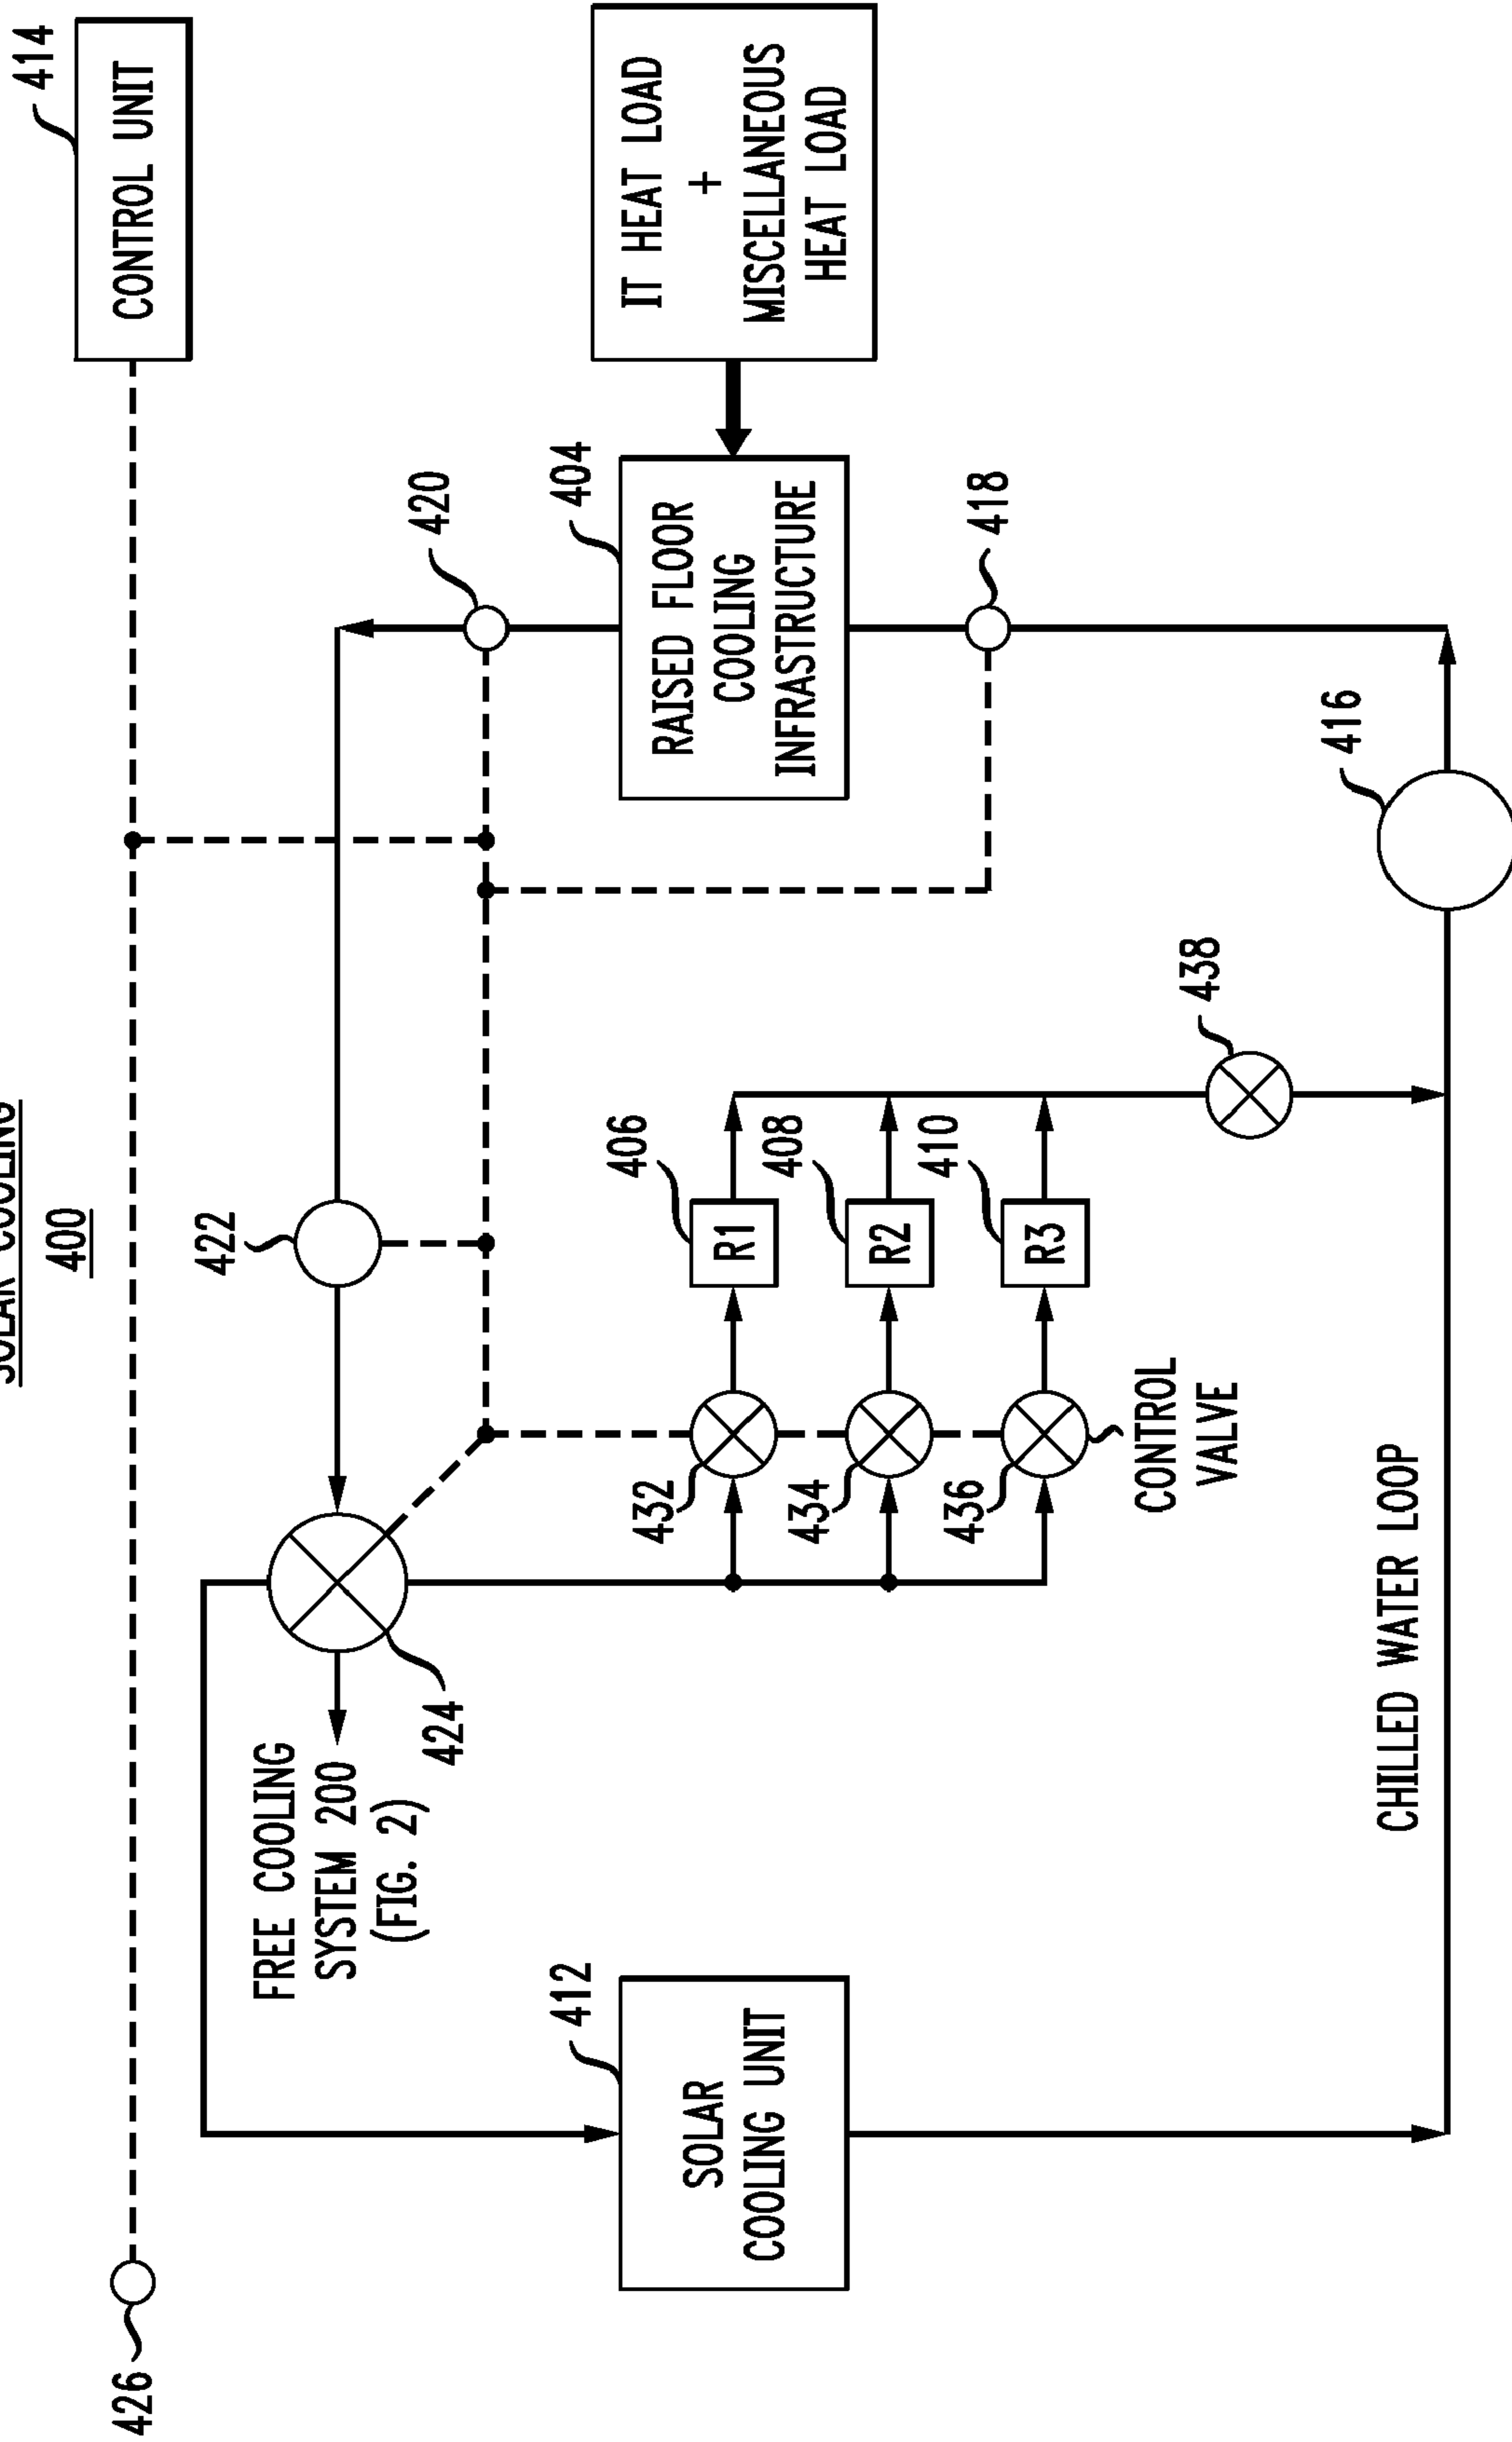 SOLAR COOLING
400
414
426
CONTROL UNIT
422
FREE COOLING
SYSTEM 200
(FIG. 2)
424
420
412
404
SOLAR
COOLING UNIT
432
406
R1
RAISED FLOOR
COOLING
INFRASTRUCTURE
IT HEAT LOAD
+
MISCELLANEOUS
HEAT LOAD
434
408
R2
436
410
R3
418
CONTROL
VALVE
438
416
CHILLED WATER LOOP